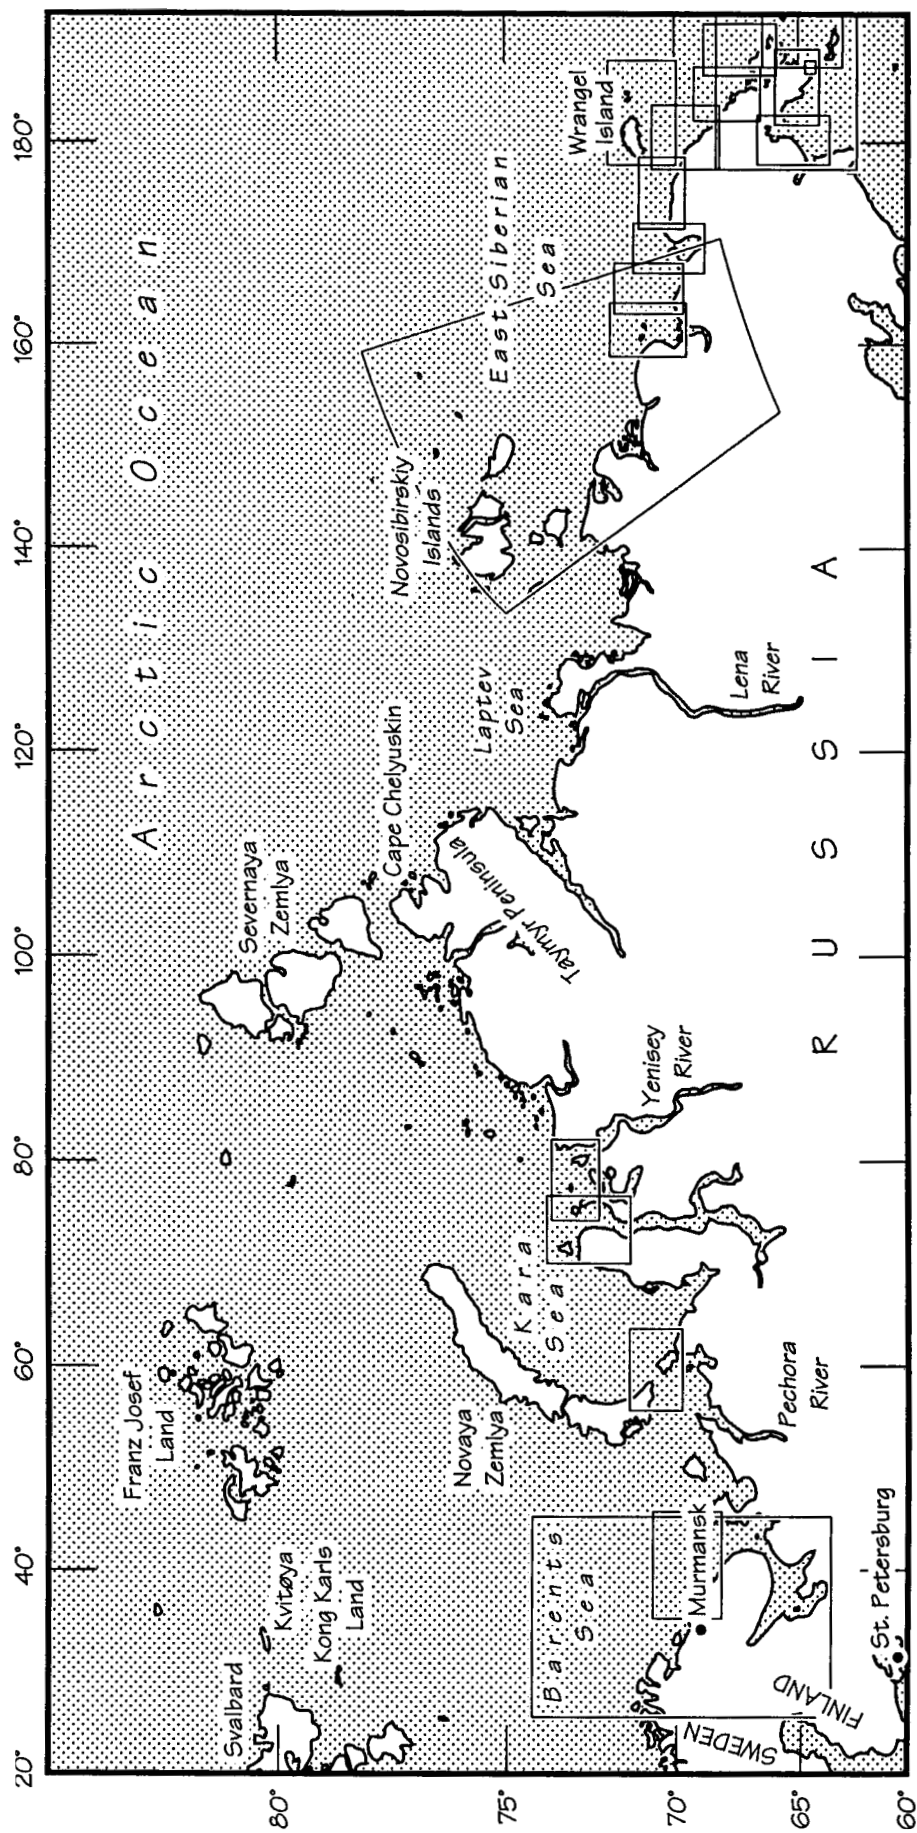 20°
40°
60°
80°
100°
120°
140°
160°
180°
80°
75°
70°
65°
60°
Arctic Ocean
Svalbard
Kvitøya
Kong Karls
Land
Franz Josef
Land
Severnaya
Zemlya
Cape Chelyuskin
Novosibirskiy
Islands
East Siberian
Sea
Wrangel
Island
Laptev
Sea
Taymyr Peninsula
Novaya
Zemlya
Kara
Sea
Barents
Sea
Murmansk
Pechora
River
Yenisey
River
Lena
River
RUSSIA
SWEDEN
FINLAND
St. Petersburg